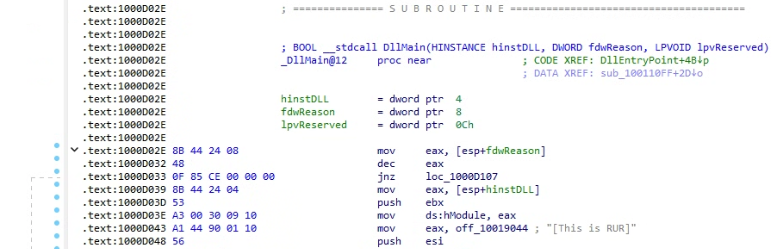 .text:1000D02E ; =============== S U B R O U T I N E =======================================
.text:1000D02E
.text:1000D02E
.text:1000D02E ; BOOL __stdcall DllMain(HINSTANCE hinstDLL, DWORD fdwReason, LPVOID lpvReserved)
.text:1000D02E _DllMain@12 proc near ; CODE XREF: DllEntryPoint+4B↓p
.text:1000D02E ; DATA XREF: sub_100110FF+2D↓o
.text:1000D02E
.text:1000D02E hinstDLL = dword ptr 4
.text:1000D02E fdwReason = dword ptr 8
.text:1000D02E lpvReserved = dword ptr 0Ch
.text:1000D02E
.text:1000D02E 8B 44 24 08 mov eax, [esp+fdwReason]
.text:1000D032 48 dec eax
.text:1000D033 0F 85 CE 00 00 00 jnz loc_1000D107
.text:1000D039 8B 44 24 04 mov eax, [esp+hinstDLL]
.text:1000D03D 53 push ebx
.text:1000D03E A3 00 30 09 10 mov ds:hModule, eax
.text:1000D043 A1 44 90 01 10 mov eax, off_10019044 ; "[This is RUR]"
.text:1000D048 56 push esi